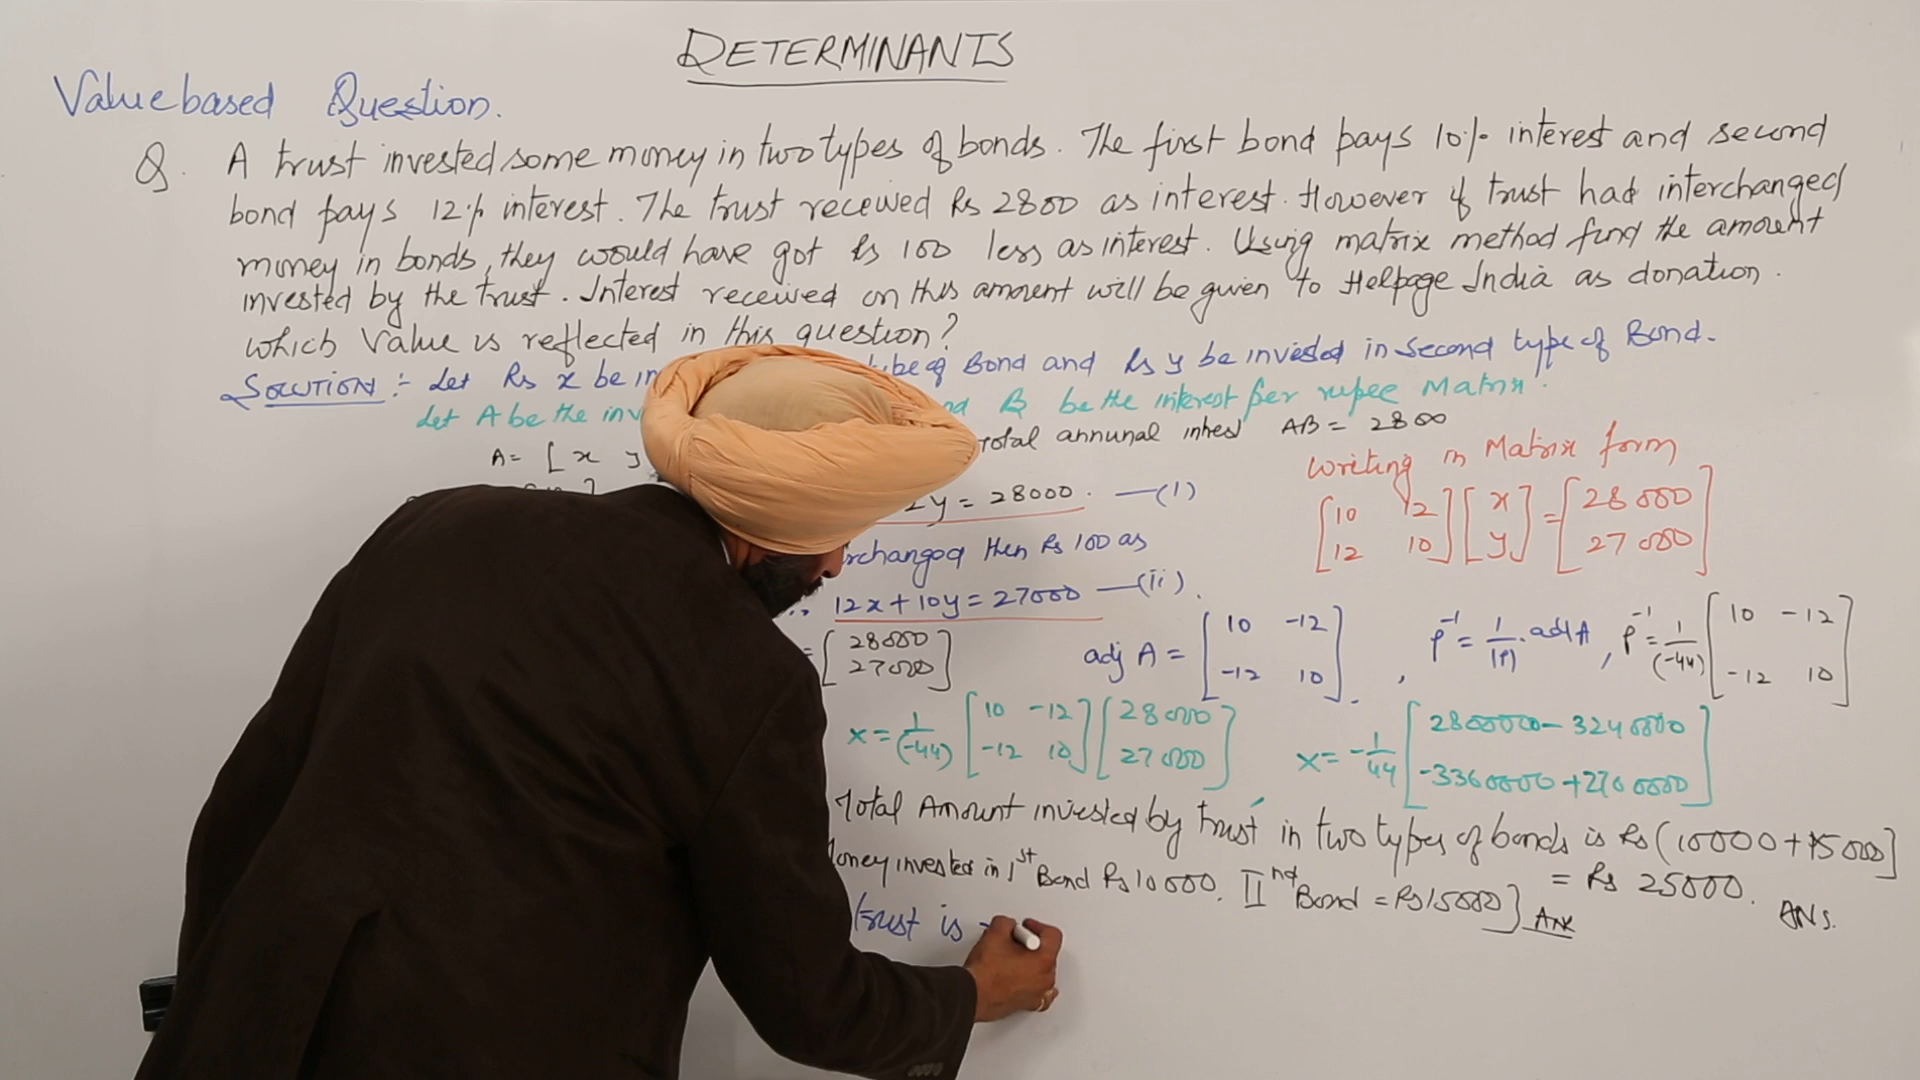 DETERMINANTS
Value based Question.
Q. A trust invested some money in two types of bonds. The first bond pays 10% interest and second
bond pays 12% interest. The trust received Rs 2800 as interest. However if trust had interchanged
money in bonds, they would have got Rs 100 less as interest. Using matrix method find the amount
invested by the trust. Interest received on this amount will be given to Helpage India as donation.
which Value is reflected in this question?
SOLUTION :- Let Rs x be in of Bond and Rs y be invested in second type of Bond.
Let A be the inv B be the interest per rupee Matrix.
A = [ x y Total annunal AB = 2800
writing in Matrix form
y = 28000. —(1)
[10 12] [x] = [28000]
[12 10] [y] [27000]
rchanged then Rs 100 as
12x + 10y = 27000 —(ii).
= [28000]
[27000]
adj A = [10 -12]
[-12 10] , P⁻¹ = 1/|P| . adj A , P⁻¹ = 1/(-44) [10 -12]
[-12 10]
x = 1/(-44) [10 -12] [28000]
[-12 10] [27000]
x = -1/44 [2800000 - 3240000]
[-3360000 + 2700000]
Total Amount invested by trust in two types of bonds is Rs (10000 + 15000]
= Rs 25000. ANS.
Money invested in 1st Bond Rs 10000. IInd Bond = Rs 15000] Ans
trust is